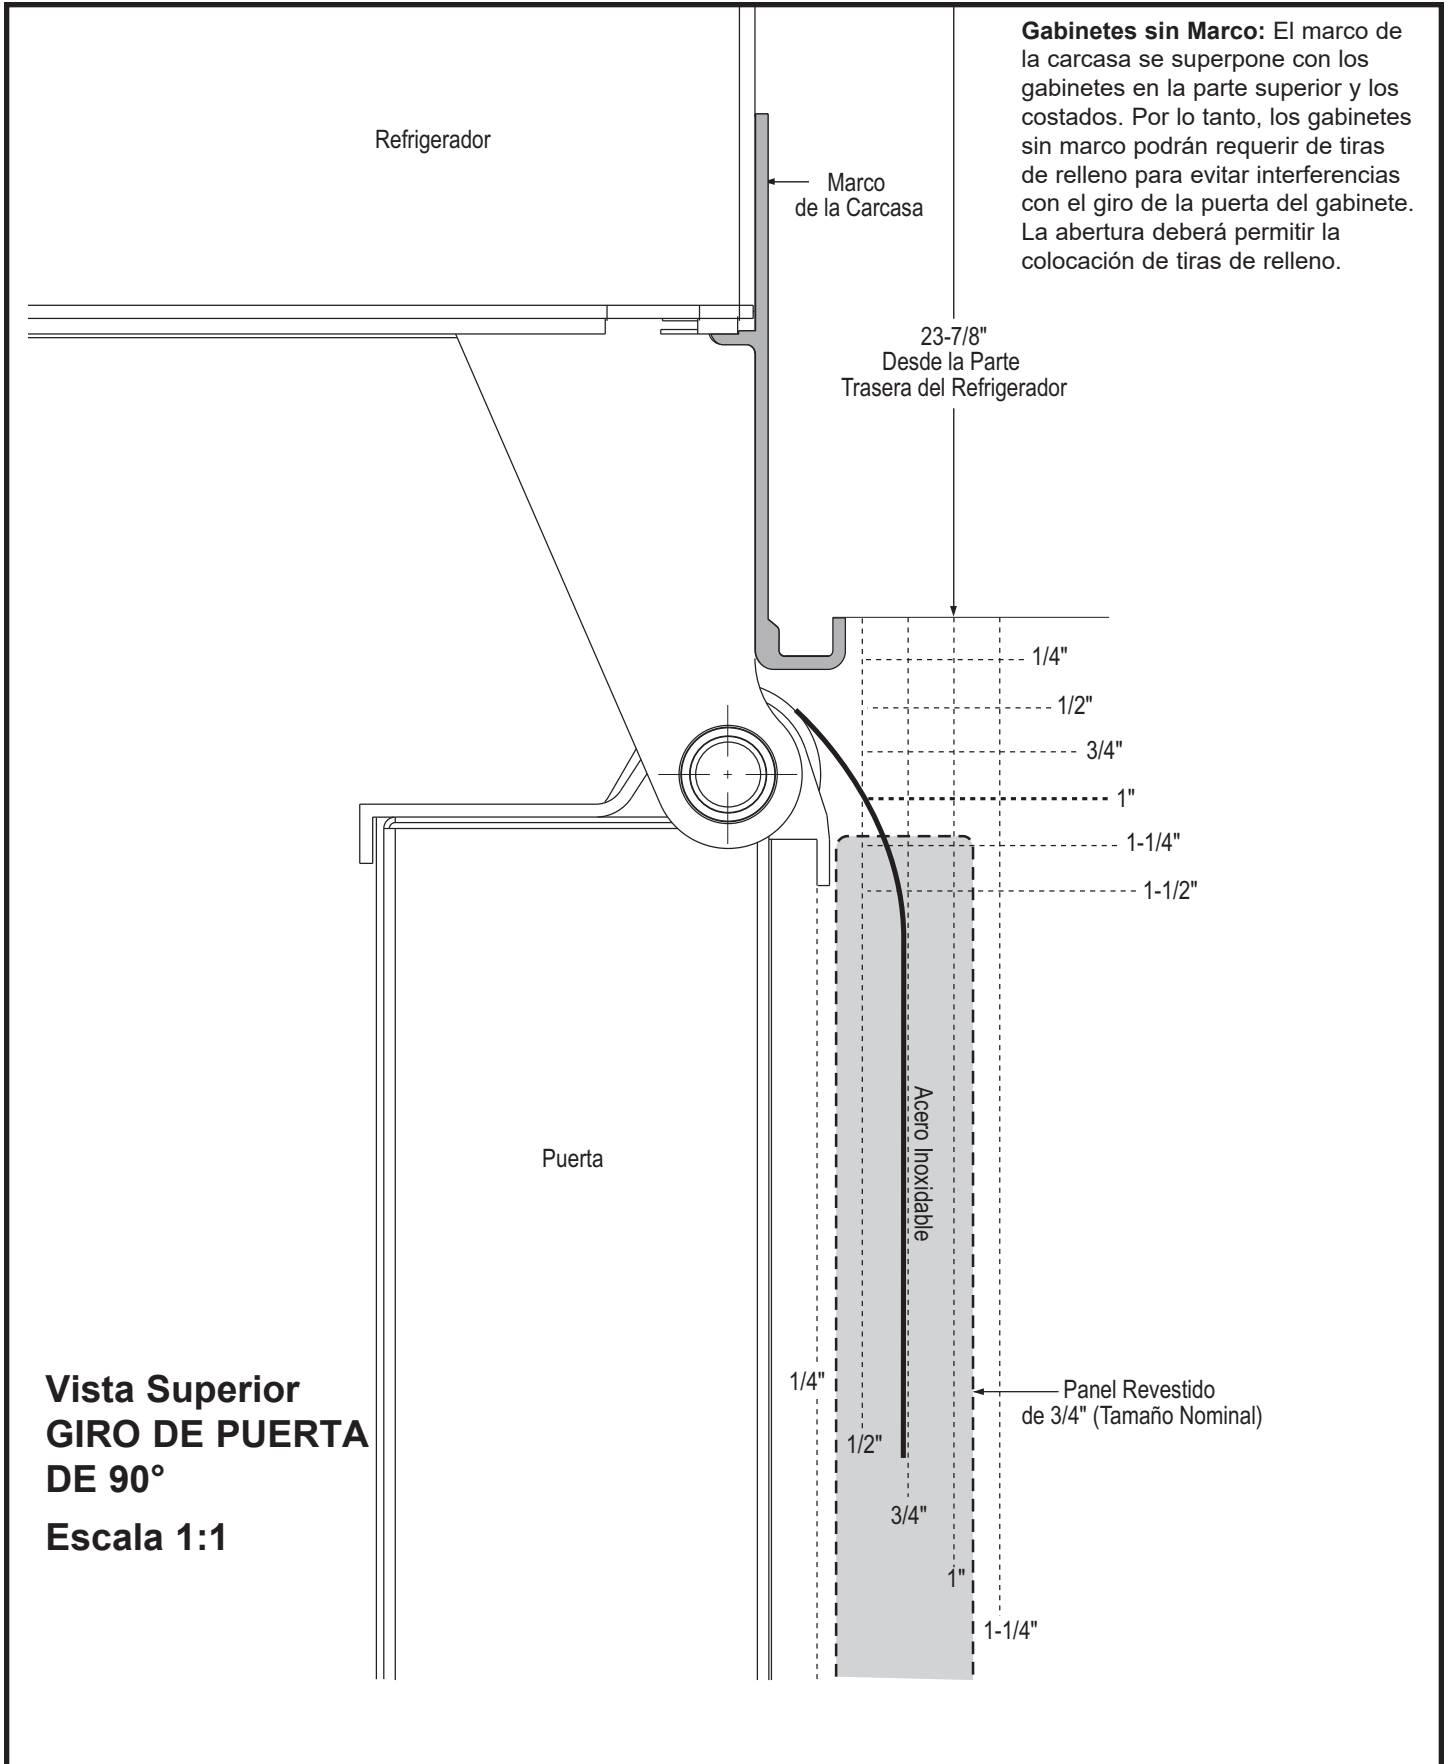 Gabinetes sin Marco: El marco de
la carcasa se superpone con los
gabinetes en la parte superior y los
costados. Por lo tanto, los gabinetes
sin marco podrán requerir de tiras
de relleno para evitar interferencias
con el giro de la puerta del gabinete.
La abertura deberá permitir la
colocación de tiras de relleno.
Refrigerador
Marco
de la Carcasa
23-7/8"
Desde la Parte
Trasera del Refrigerador
1/4"
1/2"
3/4"
1"
1-1/4"
1-1/2"
Acero Inoxidable
Puerta
1/4"
Panel Revestido
de 3/4" (Tamaño Nominal)
1/2"
3/4"
1"
1-1/4"
Vista Superior
GIRO DE PUERTA
DE 90°
Escala 1:1